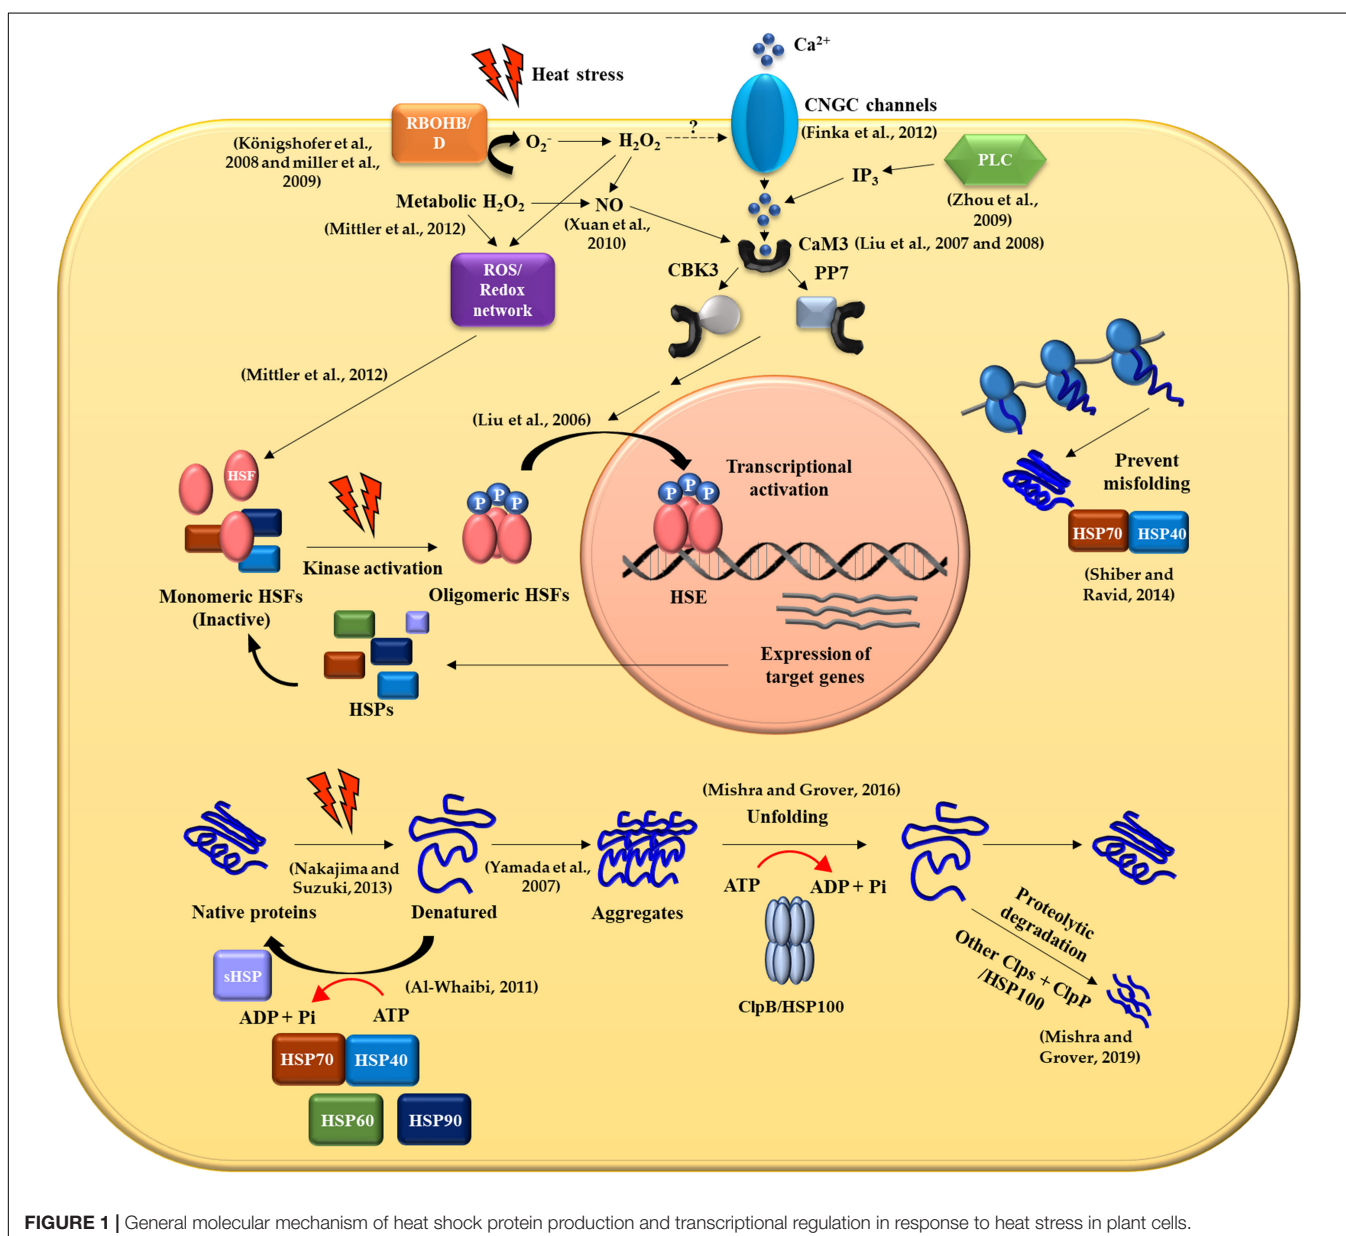 Heat stress
Ca²⁺
RBOHB/
D
(Königshofer et al.,
2008 and miller et al.,
2009)
O₂⁻
H₂O₂
?
CNGC channels
(Finka et al., 2012)
PLC
IP₃
(Zhou et al.,
2009)
Metabolic H₂O₂
(Mittler et al., 2012)
NO
(Xuan et al.,
2010)
CaM3 (Liu et al., 2007 and 2008)
CBK3
PP7
ROS/
Redox
network
(Mittler et al., 2012)
(Liu et al., 2006)
HSF
Kinase activation
Monomeric HSFs
(Inactive)
P
P
P
Oligomeric HSFs
P
P
P
Transcriptional
activation
HSE
Expression of
target genes
HSPs
Prevent
misfolding
HSP70
HSP40
(Shiber and
Ravid, 2014)
Native proteins
(Nakajima and
Suzuki, 2013)
Denatured
(Yamada et al.,
2007)
Aggregates
(Mishra and Grover, 2016)
Unfolding
ATP
ADP + Pi
ClpB/HSP100
Proteolytic
degradation
Other Clps + ClpP
/HSP100
(Mishra and
Grover, 2019)
sHSP
(Al-Whaibi, 2011)
ADP + Pi
ATP
HSP70
HSP40
HSP60
HSP90
FIGURE 1 | General molecular mechanism of heat shock protein production and transcriptional regulation in response to heat stress in plant cells.